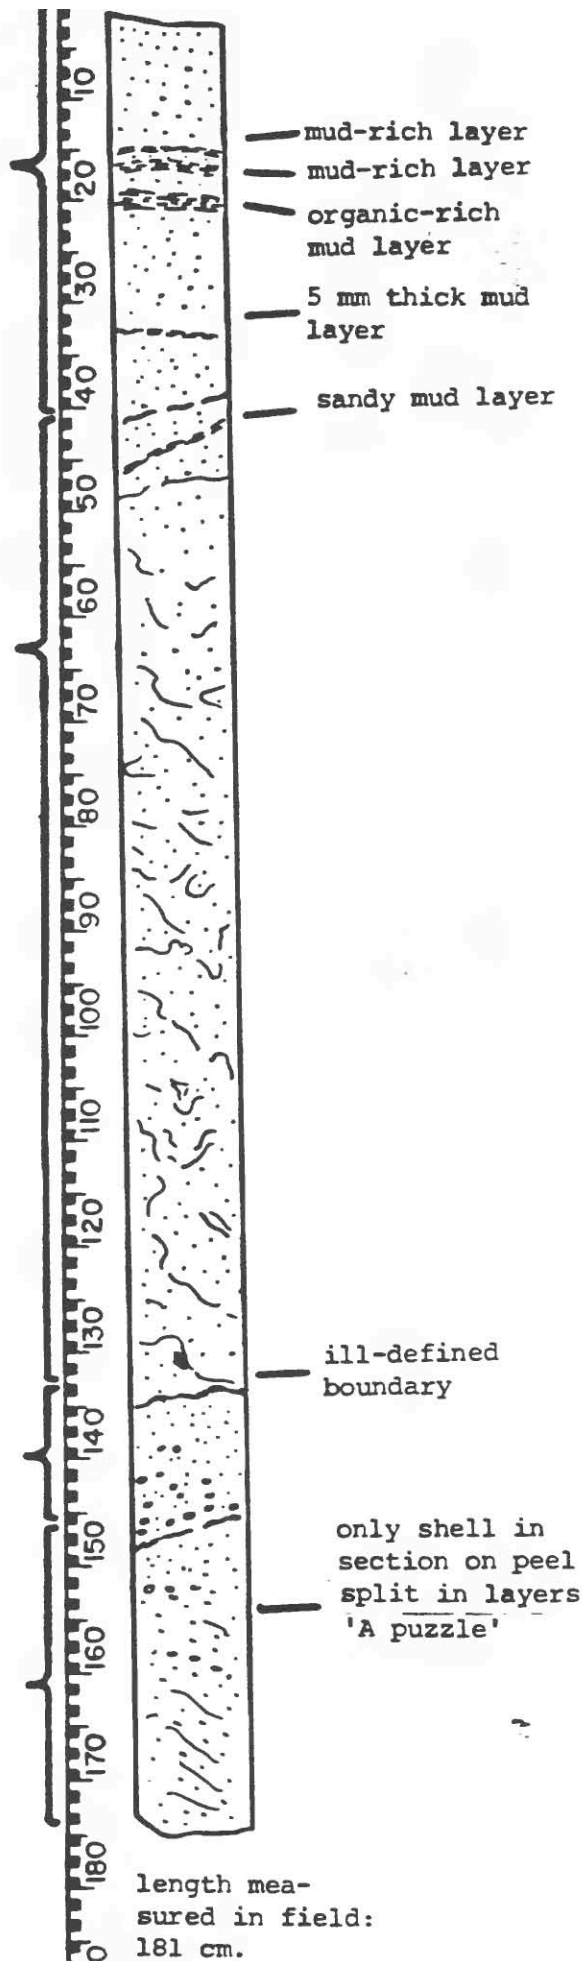 10
mud-rich layer
20
mud-rich layer
organic-rich
mud layer
30
5 mm thick mud
layer
40
sandy mud layer
50
60
70
80
90
100
110
120
130
ill-defined
boundary
140
150
only shell in
section on peel
split in layers
'A puzzle'
160
170
180
length mea-
sured in field:
181 cm.
0